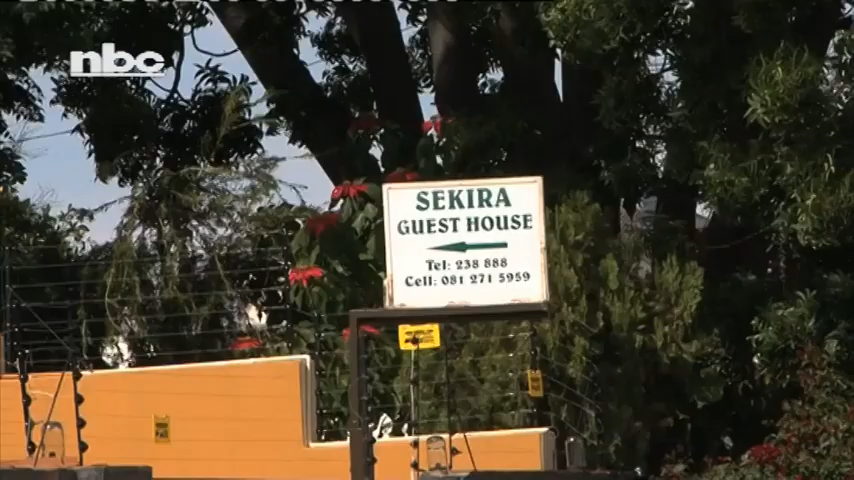 nbc
SEKIRA
GUEST HOUSE
Tel: 238 888
Cell: 081 271 5959